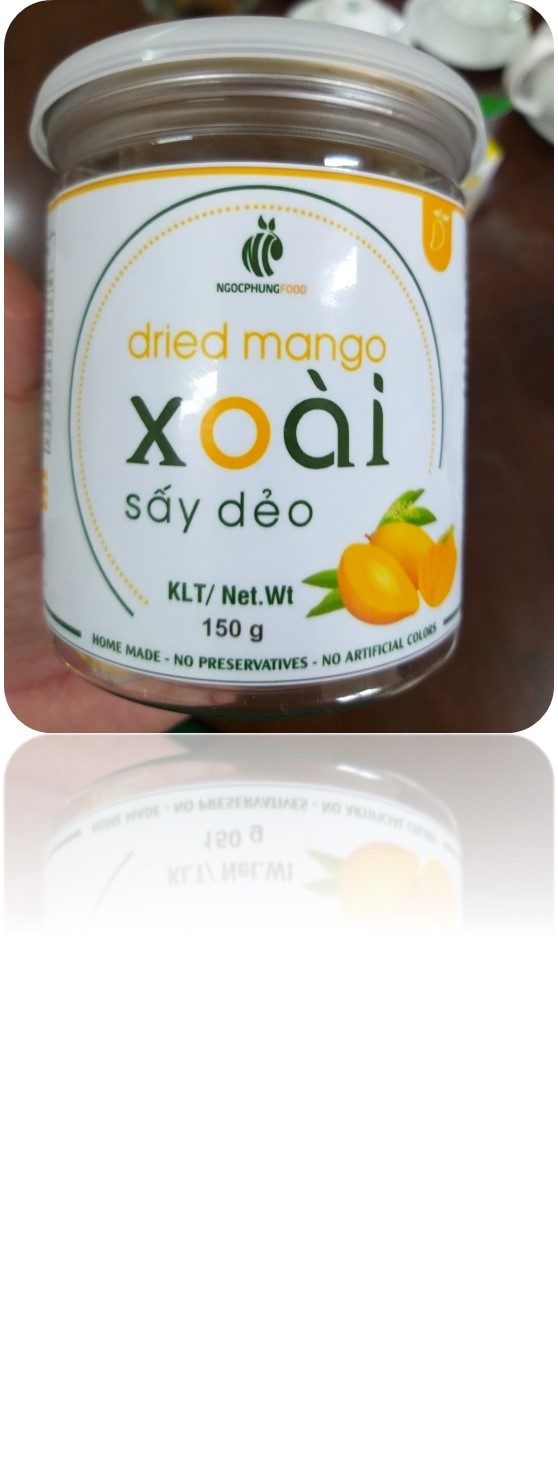 NGOCPHUNGFOOD
dried mango
xoài
sấy dẻo
KLT/ Net.Wt
150 g
HOME MADE - NO PRESERVATIVES - NO ARTIFICIAL COLORS